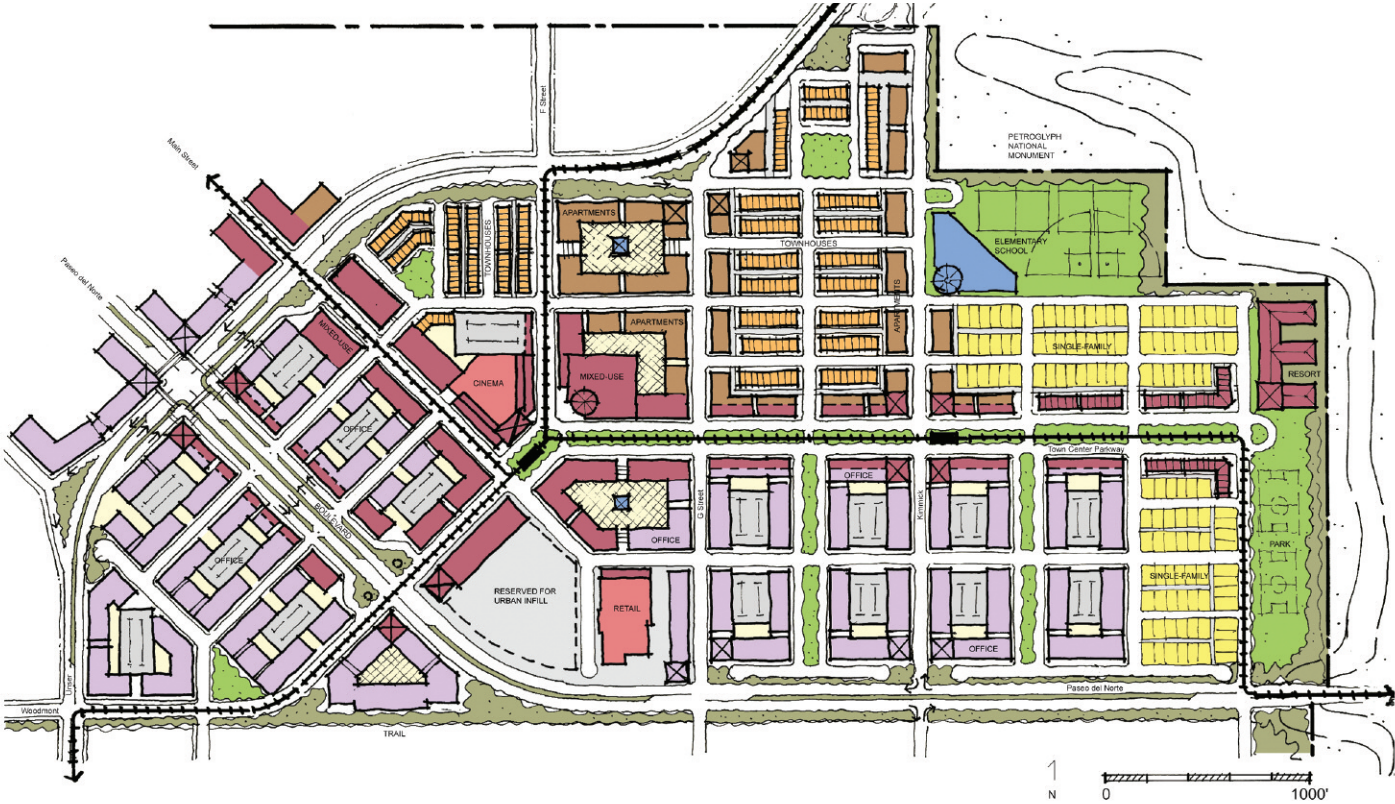 F Street
Main Street
PETROGLYPH
NATIONAL
MONUMENT
APARTMENTS
TOWNHOUSES
TOWNHOUSES
ELEMENTARY
SCHOOL
Paseo del Norte
APARTMENTS
MIXED-USE
APARTMENTS
SINGLE-FAMILY
CINEMA
MIXED-USE
RESORT
OFFICE
Town Center Parkway
OFFICE
G Street
Kimmick
BOULEVARD
OFFICE
PARK
OFFICE
SINGLE-FAMILY
RESERVED FOR
URBAN INFILL
RETAIL
OFFICE
Unser
Paseo del Norte
Woodmont
TRAIL
N
0
1000'